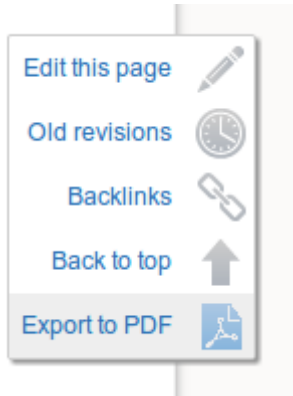 Edit this page
Old revisions
Backlinks
Back to top
Export to PDF